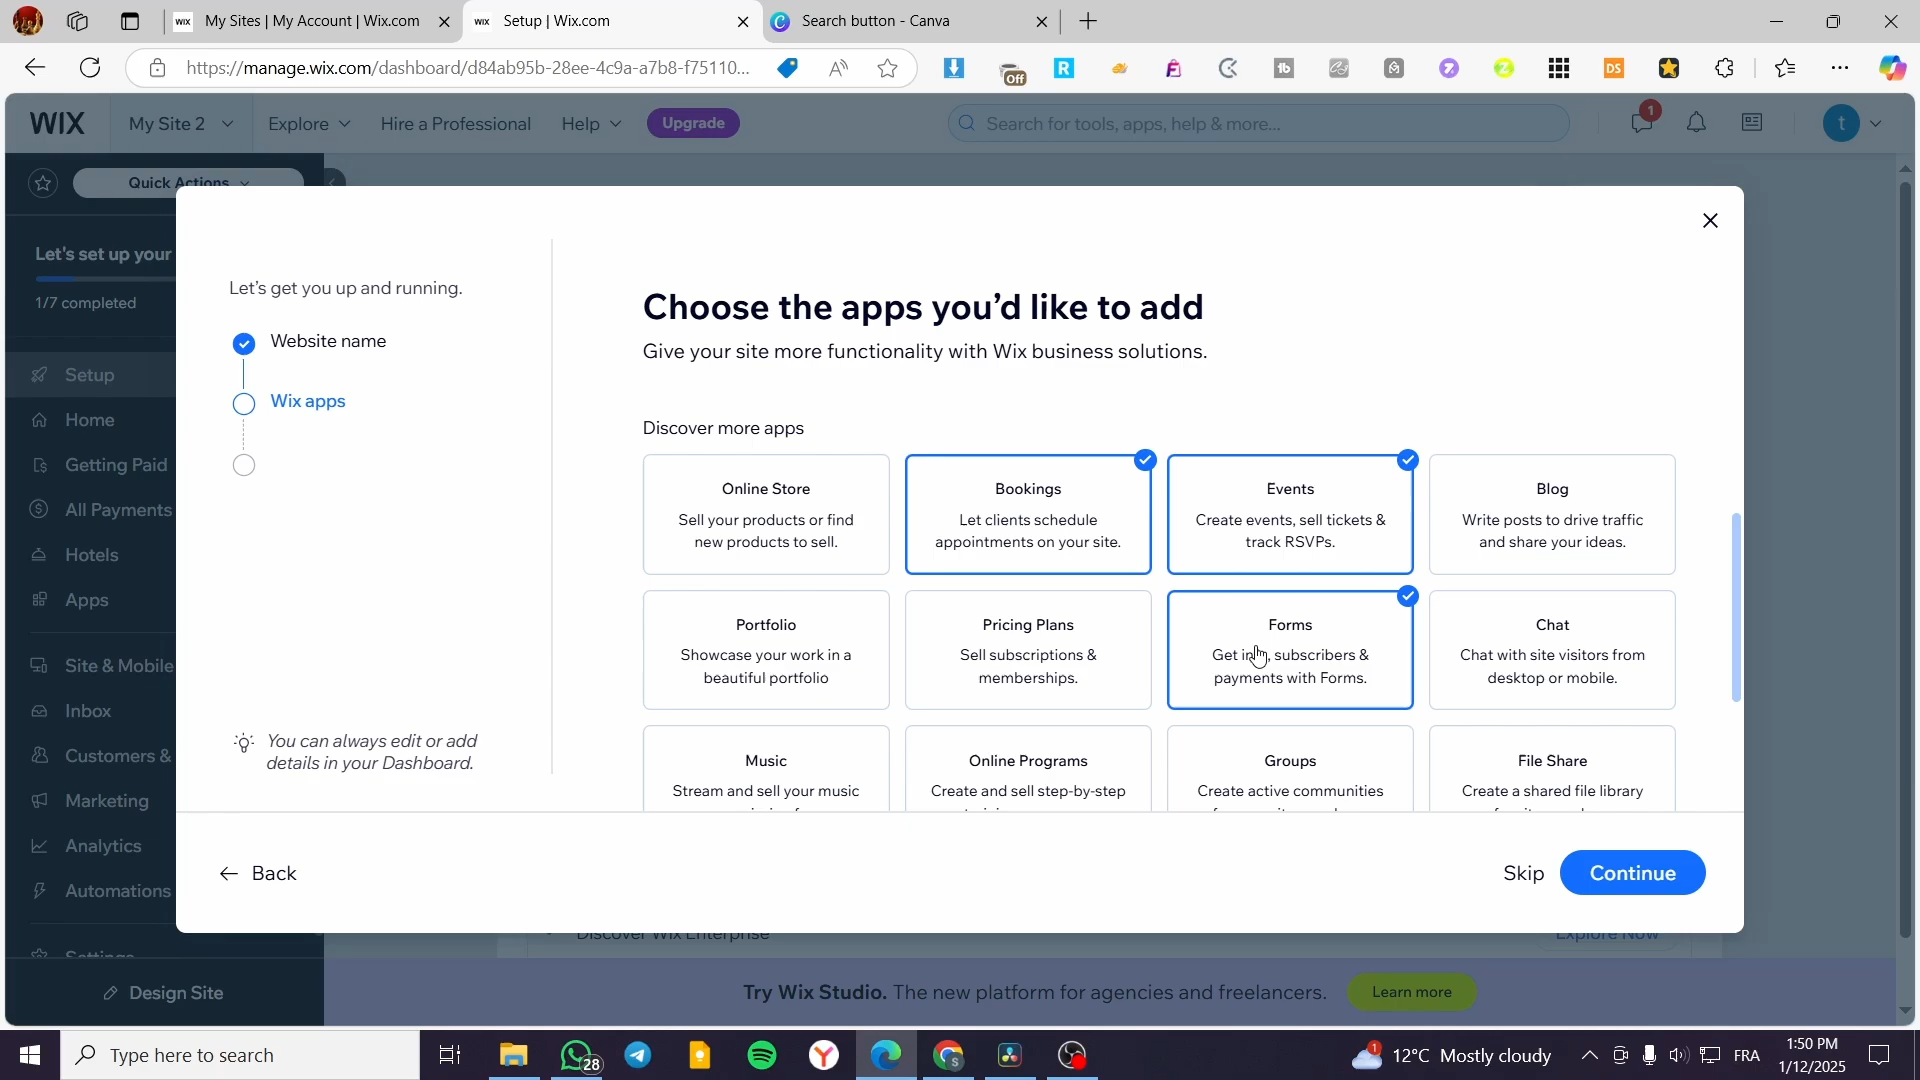 My Sites | My Account | Wix.com
Setup | Wix.com
Search button - Canva
https://manage.wix.com/dashboard/d84ab95b-28ee-4c9a-a7b8-f75110...
Off
WIX
My Site 2
Explore
Hire a Professional
Help
Upgrade
Search for tools, apps, help & more...
1
t
Quick Actions
Let's set up your
1/7 completed
Setup
Home
Getting Paid
All Payments
Hotels
Apps
Site & Mobile
Inbox
Customers &
Marketing
Analytics
Automations
Settings
Design Site
Let's get you up and running.
Website name
Wix apps
You can always edit or add
details in your Dashboard.
Choose the apps you'd like to add
Give your site more functionality with Wix business solutions.
Discover more apps
Online Store
Sell your products or find
new products to sell.
Bookings
Let clients schedule
appointments on your site.
Events
Create events, sell tickets &
track RSVPs.
Blog
Write posts to drive traffic
and share your ideas.
Portfolio
Showcase your work in a
beautiful portfolio
Pricing Plans
Sell subscriptions &
memberships.
Forms
Get info, subscribers &
payments with Forms.
Chat
Chat with site visitors from
desktop or mobile.
Music
Stream and sell your music
Online Programs
Create and sell step-by-step
Groups
Create active communities
File Share
Create a shared file library
Back
Skip
Continue
Discover Wix Enterprise
Explore Now
Try Wix Studio. The new platform for agencies and freelancers.
Learn more
Type here to search
28
1
12°C Mostly cloudy
FRA
1:50 PM
1/12/2025